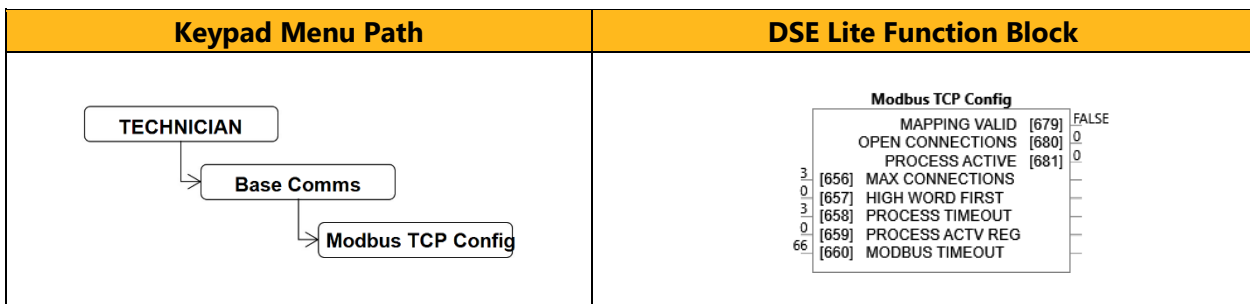 Keypad Menu Path
DSE Lite Function Block
TECHNICIAN
Base Comms
Modbus TCP Config
Modbus TCP Config
MAPPING VALID [679] FALSE
OPEN CONNECTIONS [680] 0
PROCESS ACTIVE [681] 0
3 [656] MAX CONNECTIONS
0 [657] HIGH WORD FIRST
3 [658] PROCESS TIMEOUT
0 [659] PROCESS ACTV REG
66 [660] MODBUS TIMEOUT